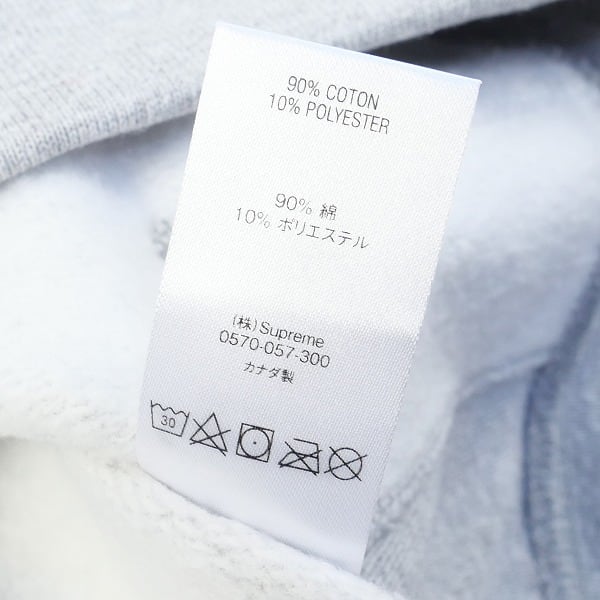 90% COTON
10% POLYESTER
90% 綿
10% ポリエステル
(株) Supreme
0570-057-300
カナダ製
30